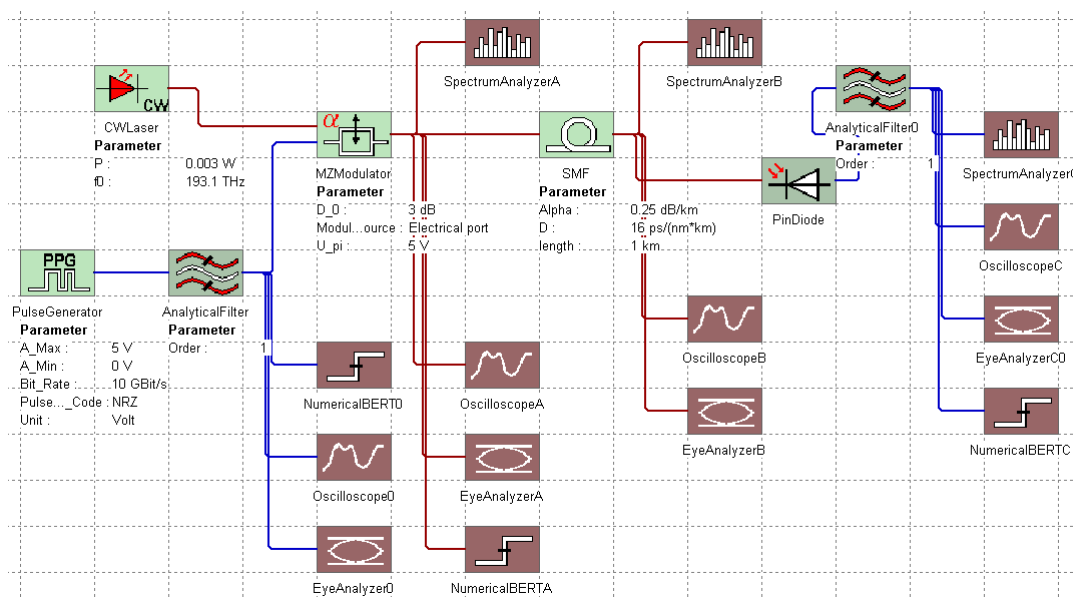 SpectrumAnalyzerA
SpectrumAnalyzerB
CW
CWLaser
Parameter
P : 0.003 W
f0 : 193.1 THz
α
MZModulator
Parameter
D_0 : 3 dB
Modul...ource : Electrical port
U_pi : 5 V
SMF
Parameter
Alpha : 0.25 dB/km
D : 16 ps/(nm*km)
length : 1 km
AnalyticalFilter0
Parameter
Order : 1
SpectrumAnalyzerC
PinDiode
OscilloscopeC
PPG
PulseGenerator
Parameter
A_Max : 5 V
A_Min : 0 V
Bit_Rate : 10 GBit/s
Pulse..._Code : NRZ
Unit : Volt
AnalyticalFilter
Parameter
Order : 1
NumericalBERT0
OscilloscopeA
OscilloscopeB
EyeAnalyzerC0
Oscilloscope0
EyeAnalyzerA
EyeAnalyzerB
NumericalBERTC
EyeAnalyzer0
NumericalBERTA